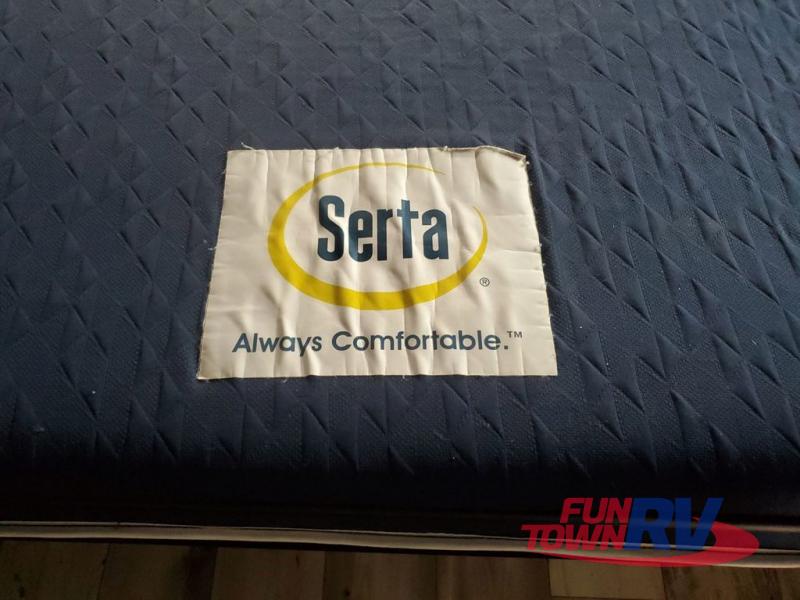 Serta
®
Always Comfortable.™
FUN TOWN RV